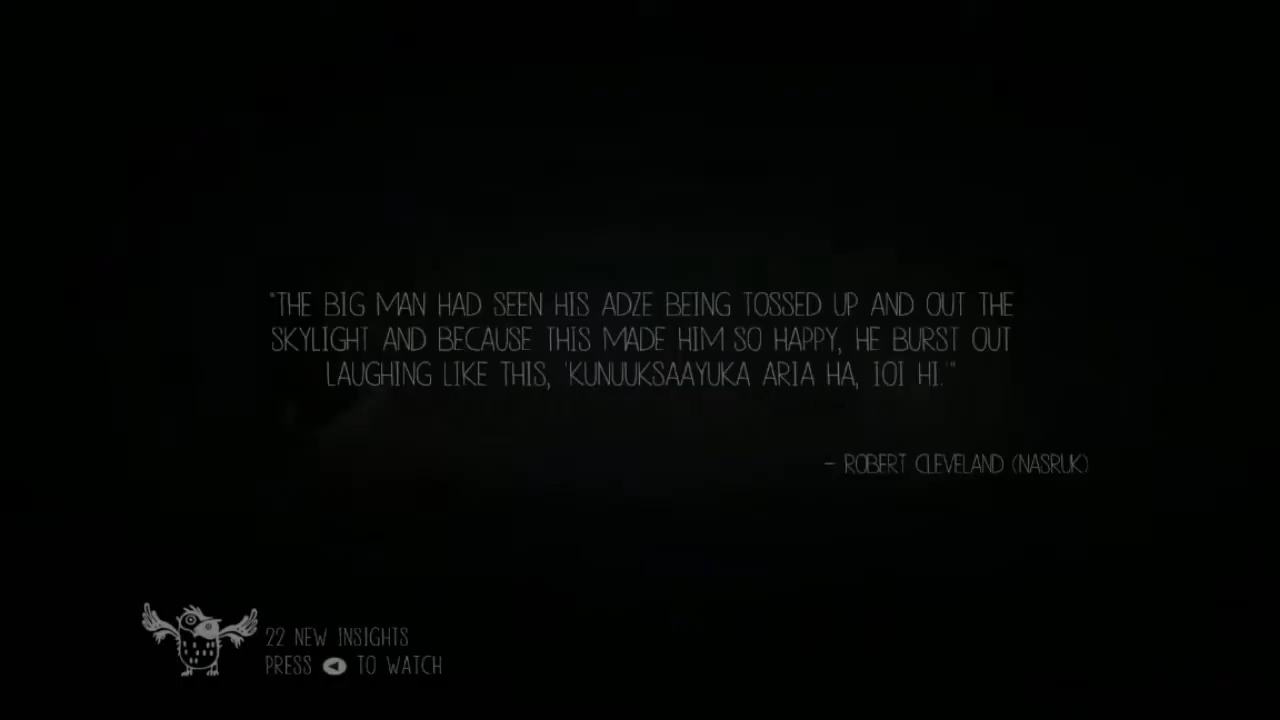 "THE BIG MAN HAD SEEN HIS ADZE BEING TOSSED UP AND OUT THE
SKYLIGHT AND BECAUSE THIS MADE HIM SO HAPPY, HE BURST OUT
LAUGHING LIKE THIS, 'KUNUUKSAAYUKA ARIA HA, IOI HI.'"
- ROBERT CLEVELAND (NASRUK)
22 NEW INSIGHTS
PRESS TO WATCH